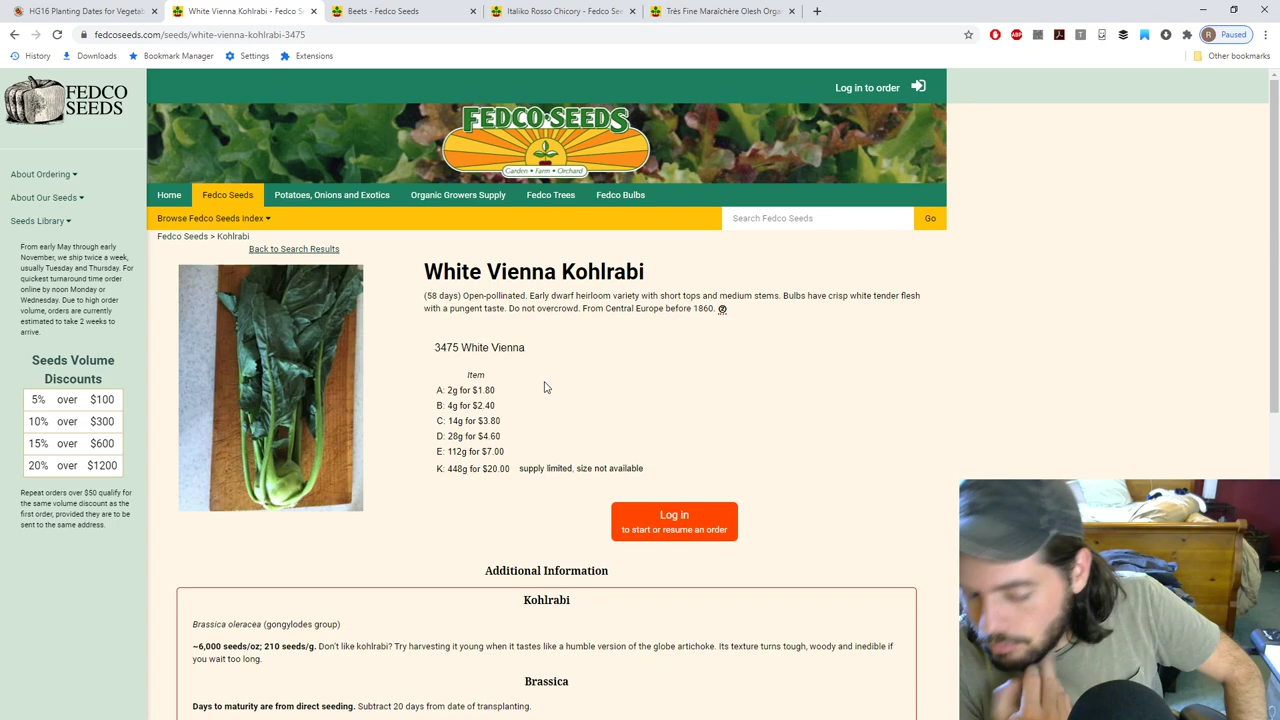 HG16 Planting Dates for Vegetab
White Vienna Kohlrabi - Fedco S
Beets - Fedco Seeds
Italiko Rosso Chicory - Fedco See
Très Fine Maraichère Olesh Orga
fedcoseeds.com/seeds/white-vienna-kohlrabi-3475
ABP
T
R Paused
History Downloads Bookmark Manager Settings Extensions Other bookmarks
FEDCO
SEEDS
Log in to order
FEDCO SEEDS
Garden • Farm • Orchard
Home Fedco Seeds Potatoes, Onions and Exotics Organic Growers Supply Fedco Trees Fedco Bulbs
Browse Fedco Seeds Index Search Fedco Seeds Go
About Ordering
About Our Seeds
Seeds Library
From early May through early
November, we ship twice a week,
usually Tuesday and Thursday. For
quickest turnaround time order
online by noon Monday or
Wednesday. Due to high order
volume, orders are currently
estimated to take 2 weeks to
arrive.
Seeds Volume
Discounts
5% over $100
10% over $300
15% over $600
20% over $1200
Repeat orders over $50 qualify for
the same volume discount as the
first order, provided they are to be
sent to the same address.
Fedco Seeds > Kohlrabi
Back to Search Results
White Vienna Kohlrabi
(58 days) Open-pollinated. Early dwarf heirloom variety with short tops and medium stems. Bulbs have crisp white tender flesh
with a pungent taste. Do not overcrowd. From Central Europe before 1860. ②
3475 White Vienna
Item
A: 2g for $1.80
B: 4g for $2.40
C: 14g for $3.80
D: 28g for $4.60
E: 112g for $7.00
K: 448g for $20.00 supply limited, size not available
Log in
to start or resume an order
Additional Information
Kohlrabi
Brassica oleracea (gongylodes group)
~6,000 seeds/oz; 210 seeds/g. Don't like kohlrabi? Try harvesting it young when it tastes like a humble version of the globe artichoke. Its texture turns tough, woody and inedible if
you wait too long.
Brassica
Days to maturity are from direct seeding. Subtract 20 days from date of transplanting.